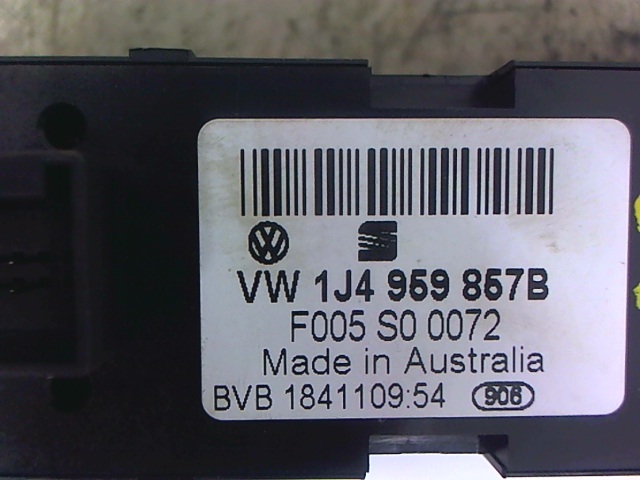 VW 1J4 959 857B
F005 S0 0072
Made in Australia
BVB 1841109:54 906